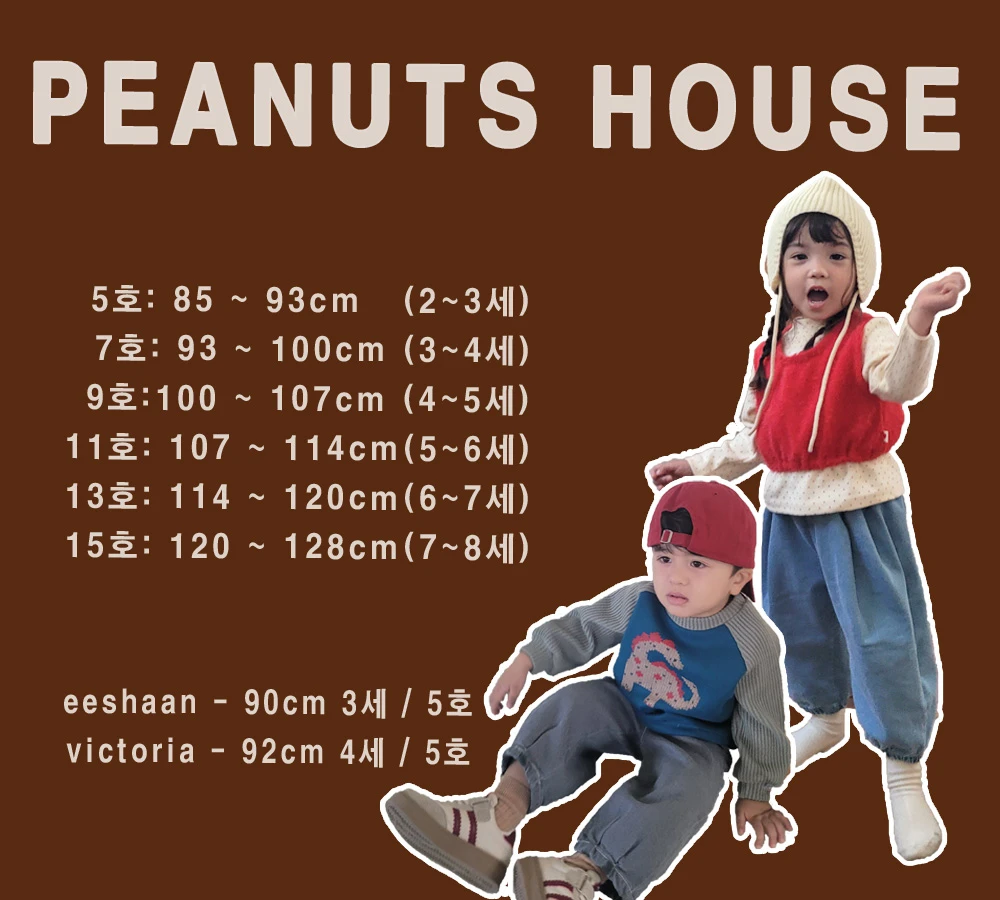 PEANUTS HOUSE
5호: 85 ~ 93cm (2~3세)
7호: 93 ~ 100cm (3~4세)
9호:100 ~ 107cm (4~5세)
11호: 107 ~ 114cm(5~6세)
13호: 114 ~ 120cm(6~7세)
15호: 120 ~ 128cm(7~8세)
eeshaan - 90cm 3세 / 5호
victoria - 92cm 4세 / 5호